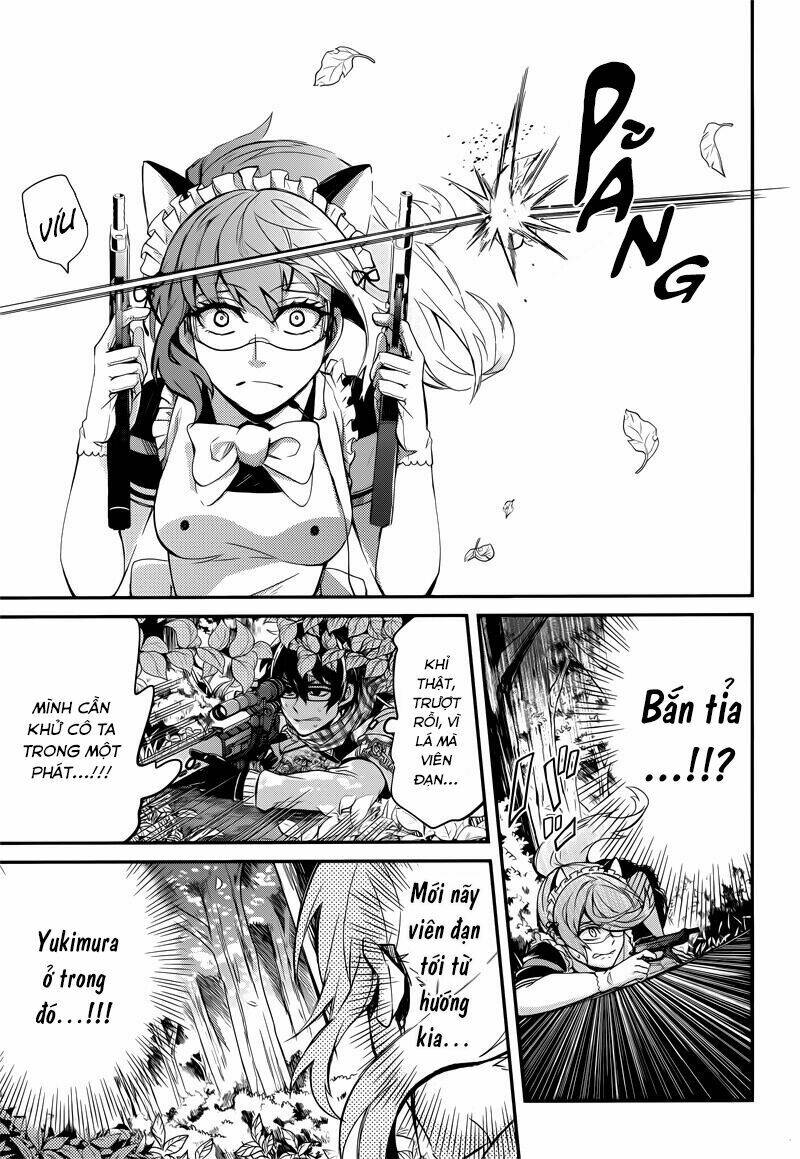 PẰNG
VÍU
Bắn tỉa
...!!!?
KHỈ
THẬT,
TRƯỢT
RỒI, VÌ
LÁ MÀ
VIÊN
ĐẠN...
MÌNH CẦN
KHỬ CÔ TA
TRONG MỘT
PHÁT...!!!
Mới nãy
viên đạn
tới từ
hướng
kia...
Yukimura
ở trong
đó...!!!